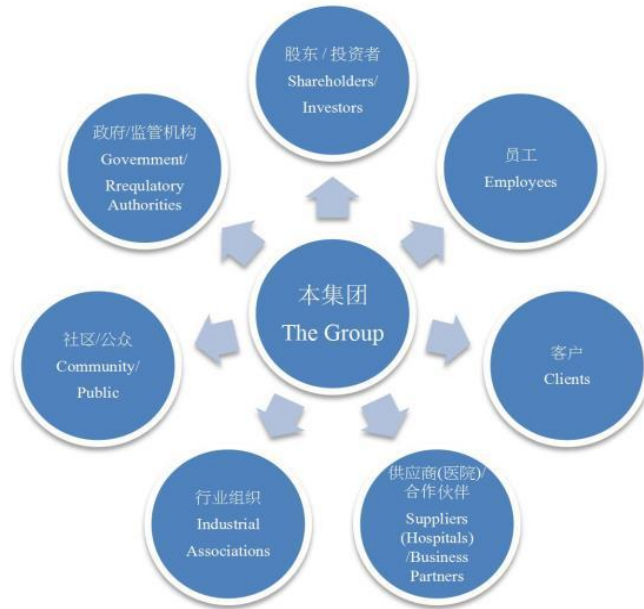 股东 / 投资者
Shareholders/
Investors
员工
Employees
客户
Clients
供应商(医院)/
合作伙伴
Suppliers
(Hospitals)
/Business
Partners
行业组织
Industrial
Associations
社区/公众
Community/
Public
政府/监管机构
Government/
Rrequlatory
Authorities
本集团
The Group